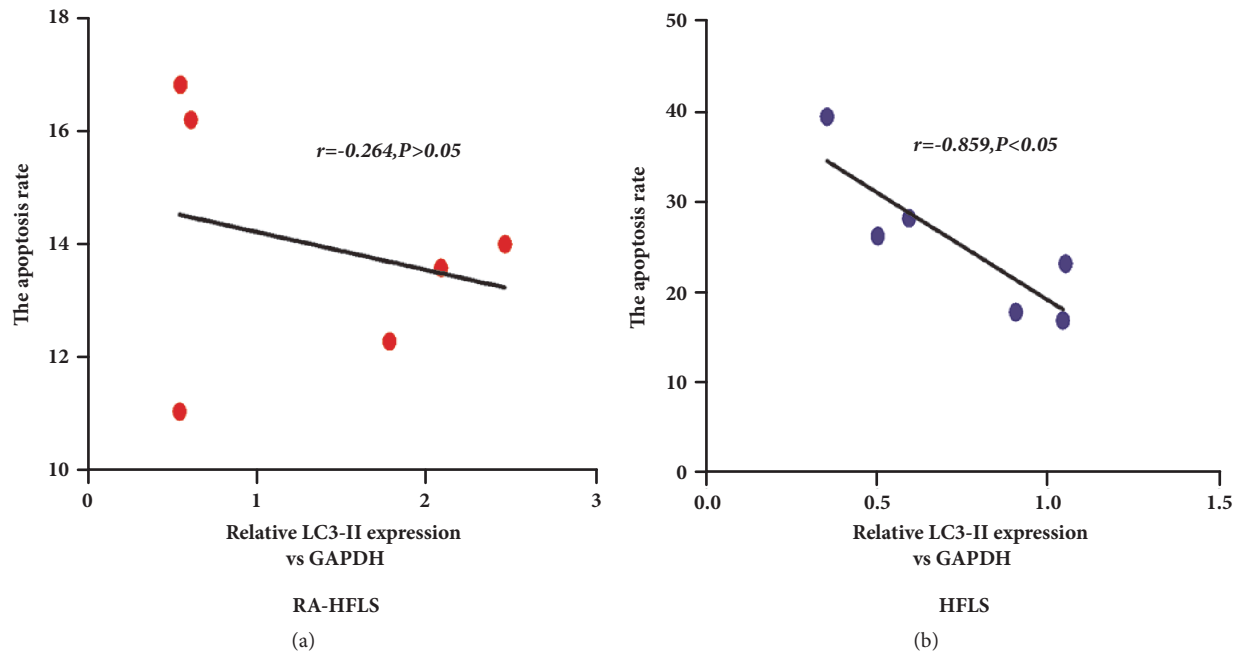 18
16
14
12
10
The apoptosis rate
r=-0.264,P>0.05
0
1
2
3
Relative LC3-II expression
vs GAPDH
RA-HFLS
(a)
50
40
30
20
10
0
The apoptosis rate
r=-0.859,P<0.05
0.0
0.5
1.0
1.5
Relative LC3-II expression
vs GAPDH
HFLS
(b)